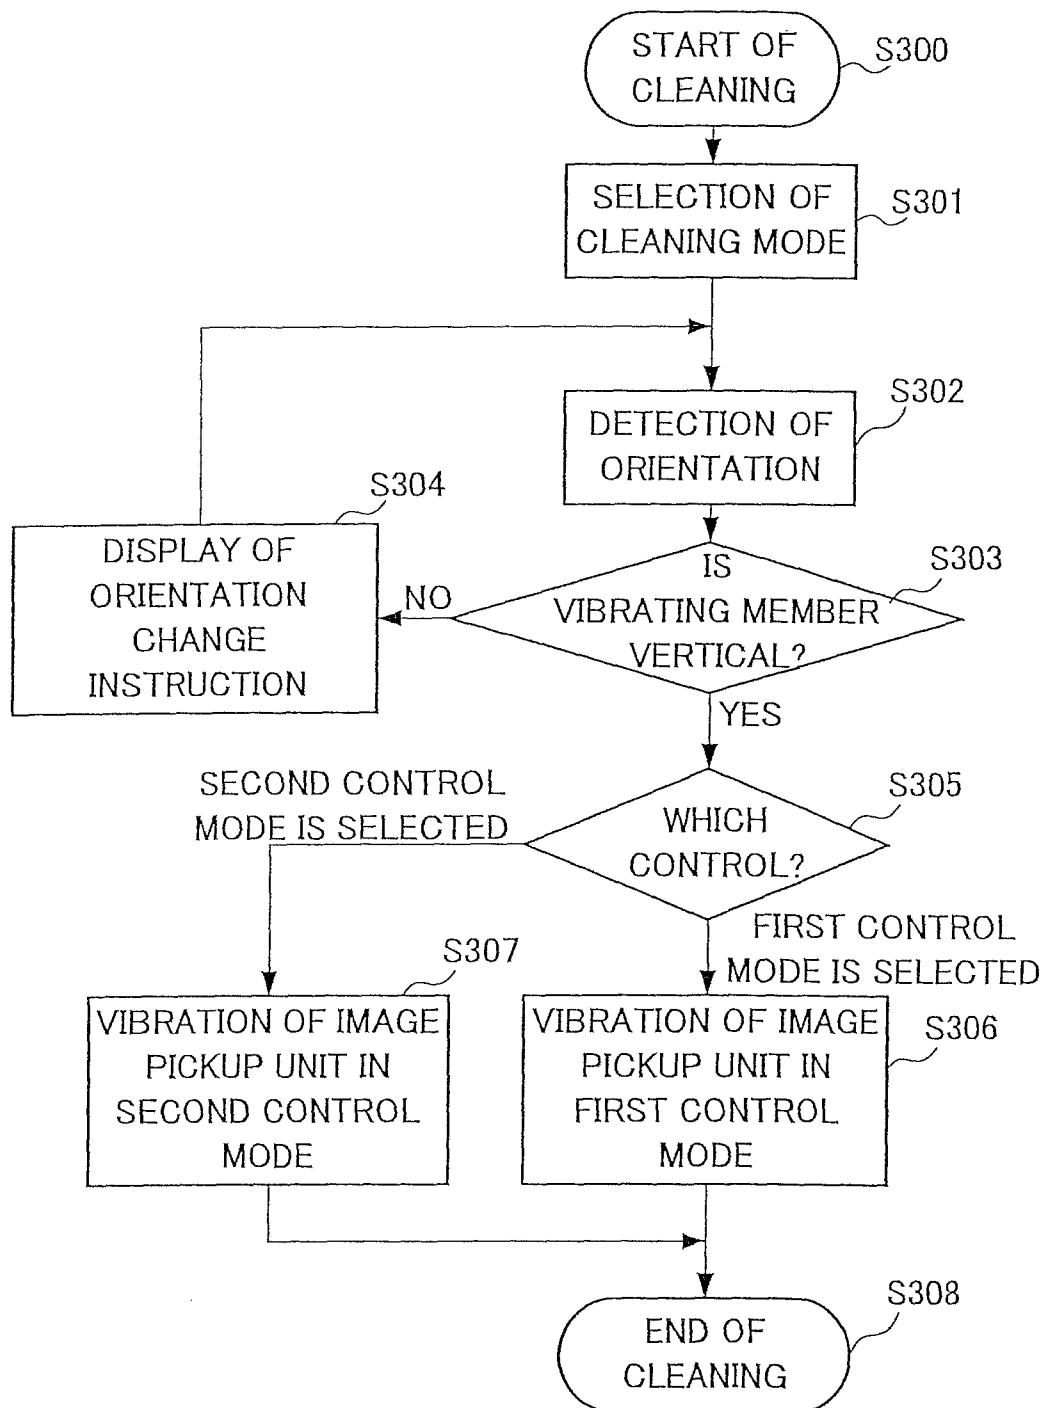 START OF
CLEANING
S300
SELECTION OF
CLEANING MODE
S301
DETECTION OF
ORIENTATION
S302
S304
DISPLAY OF
ORIENTATION
CHANGE
INSTRUCTION
NO
IS
VIBRATING MEMBER
VERTICAL?
S303
YES
SECOND CONTROL
MODE IS SELECTED
WHICH
CONTROL?
S305
FIRST CONTROL
MODE IS SELECTED
S307
VIBRATION OF IMAGE
PICKUP UNIT IN
SECOND CONTROL
MODE
VIBRATION OF IMAGE
PICKUP UNIT IN
FIRST CONTROL
MODE
S306
END OF
CLEANING
S308